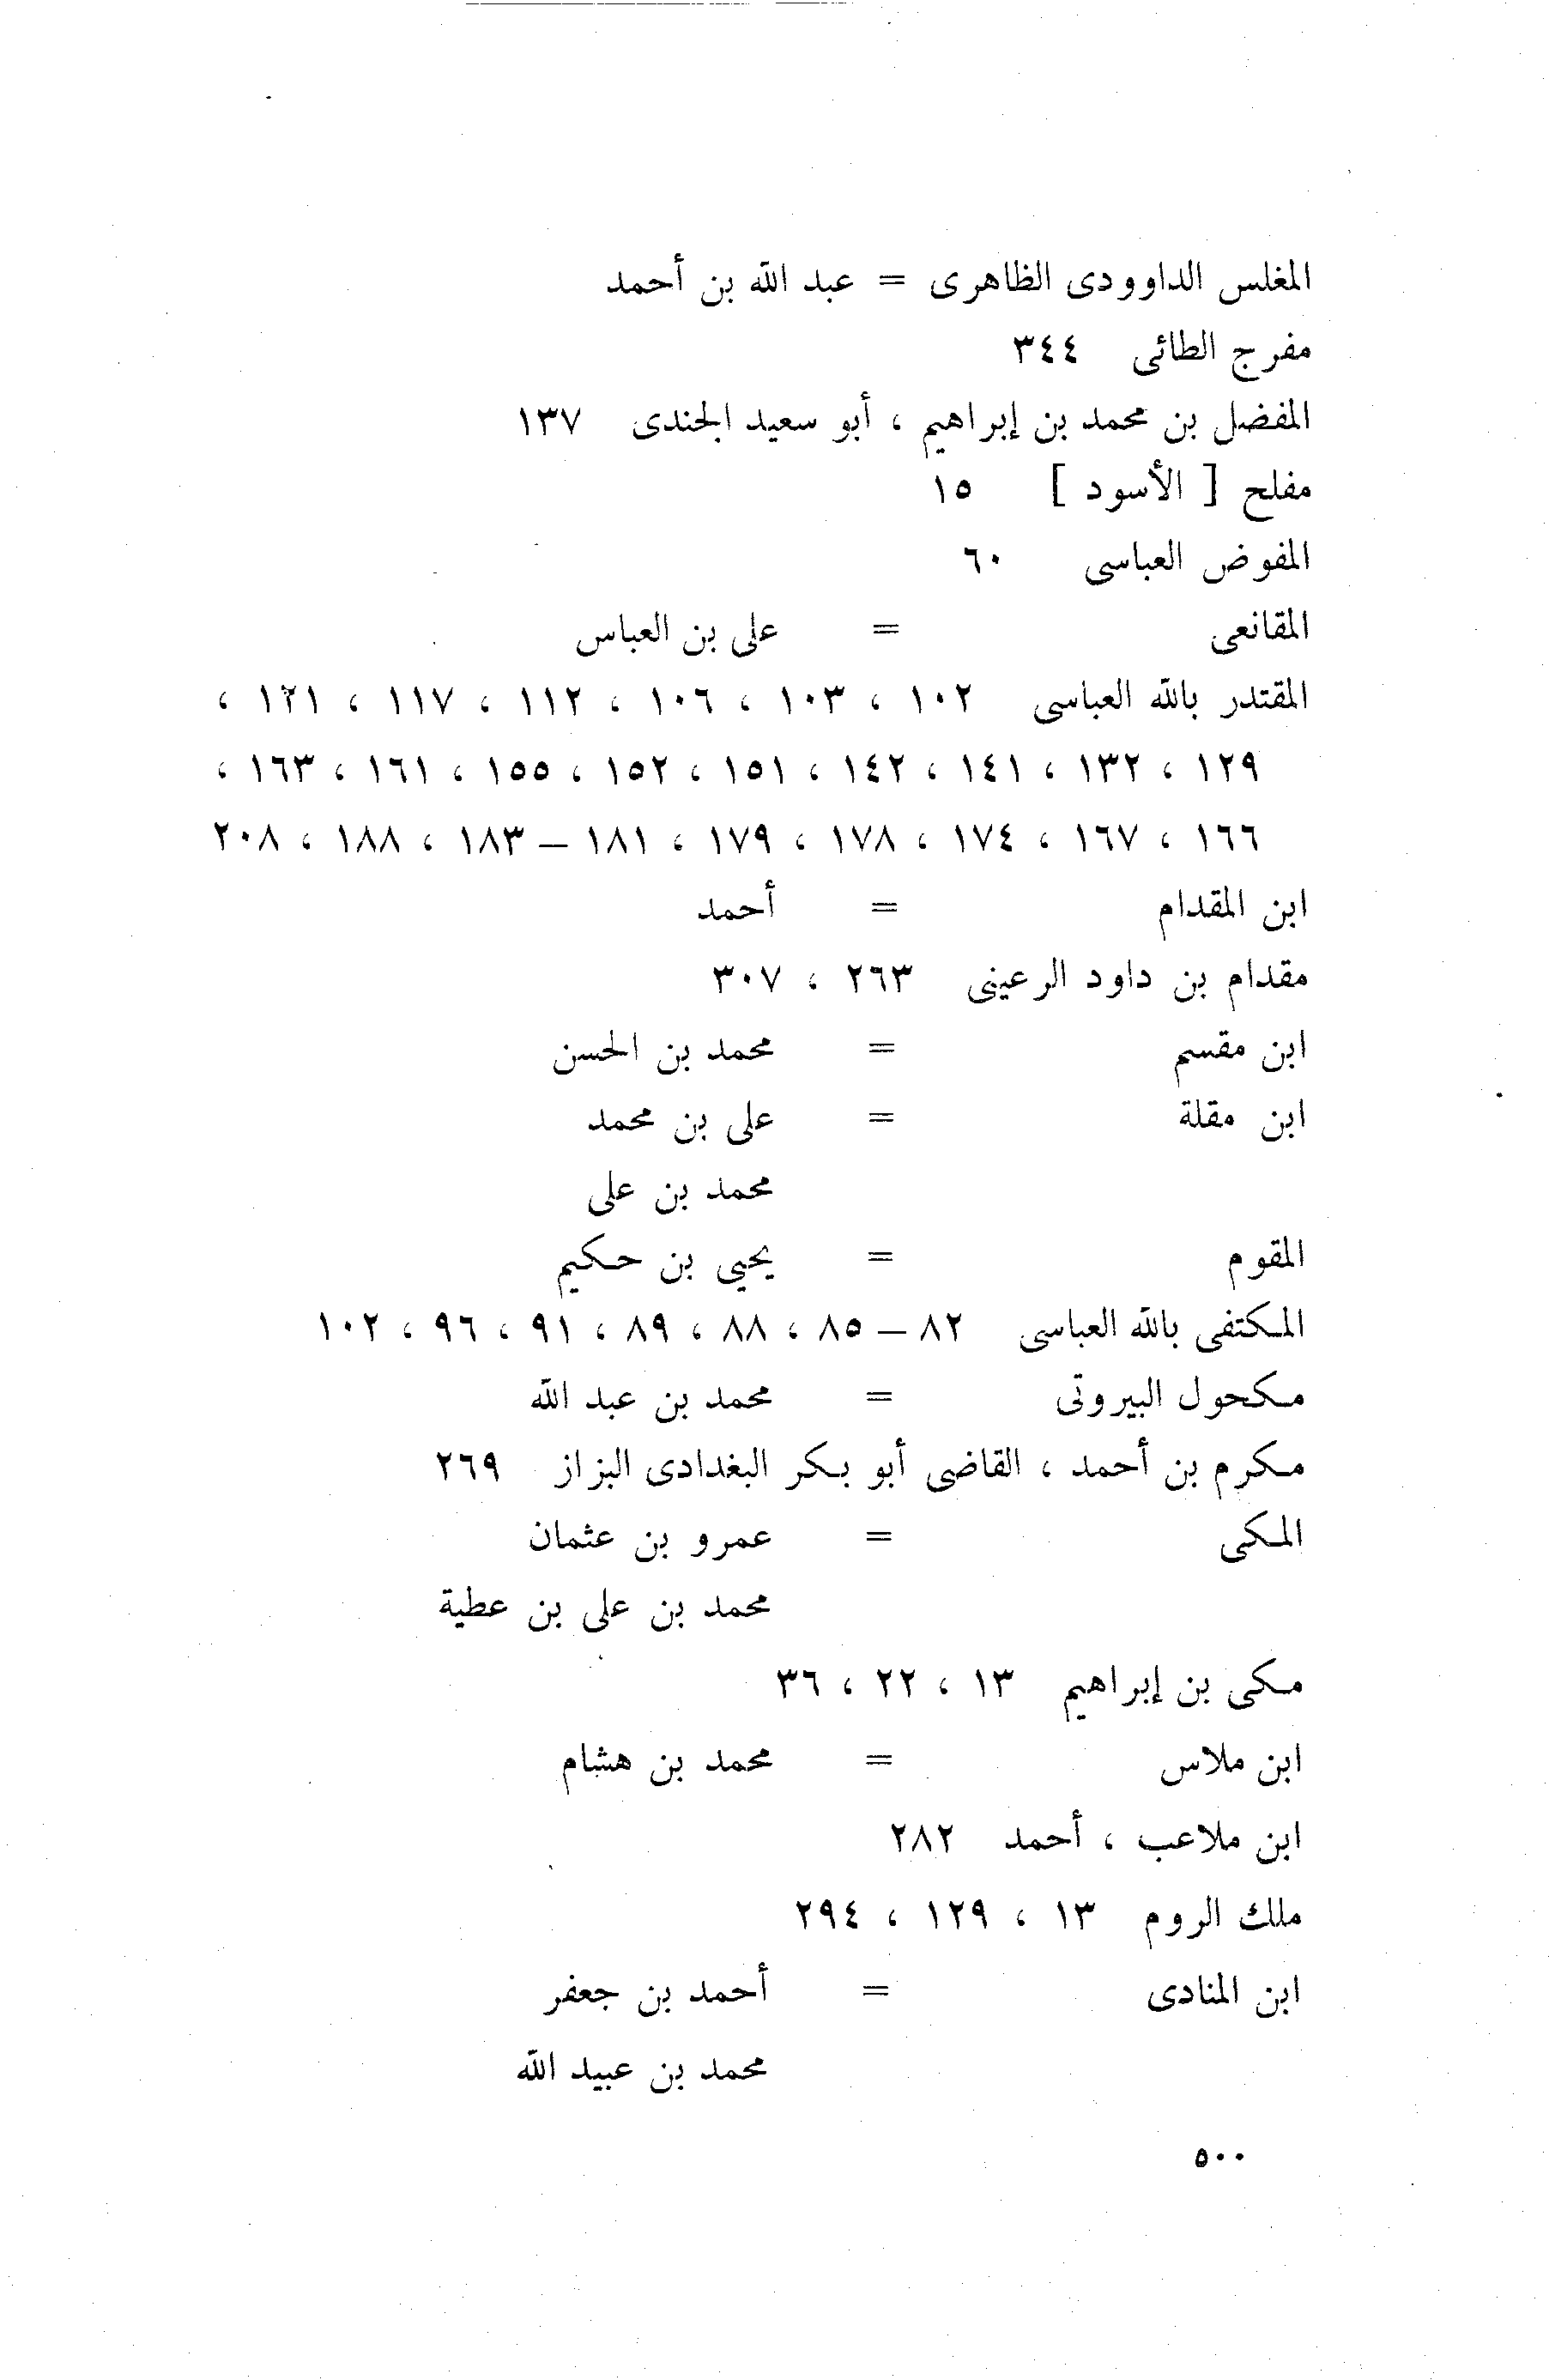 المغلس الداوودى الظاهرى = عبد الله بن أحمد
مفرج الطائى ٣٤٤
المفضل بن محمد بن إبراهيم ، أبو سعيد الجندى ١٣٧
مفلح [ الأسود ] ١٥
المفوض العباسى ٦٠
المقانعى = على بن العباس
المقتدر بالله العباسى ١٠٢ ، ١٠٣ ، ١٠٦ ، ١١٢ ، ١١٧ ، ١٢١ ،
١٢٩ ، ١٣٢ ، ١٤١ ، ١٤٢ ، ١٥١ ، ١٥٢ ، ١٥٥ ، ١٦١ ، ١٦٣ ،
١٦٦ ، ١٦٧ ، ١٧٤ ، ١٧٨ ، ١٧٩ ، ١٨١ – ١٨٣ ، ١٨٨ ، ٢٠٨
ابن المقدام = أحمد
مقدام بن داود الرعينى ٢٦٣ ، ٣٠٧
ابن مقسم = محمد بن الحسن
ابن مقلة = على بن محمد
محمد بن على
المقوم = يحيى بن حكيم
المكتفى بالله العباسى ٨٢ – ٨٥ ، ٨٨ ، ٨٩ ، ٩١ ، ٩٦ ، ١٠٢
مكحول البيروتى = محمد بن عبد الله
مكرم بن أحمد ، القاضى أبو بكر البغدادى البزاز ٢٦٩
المكى = عمرو بن عثمان
محمد بن على بن عطية
مكى بن إبراهيم ١٣ ، ٢٢ ، ٣٦
ابن ملاس = محمد بن هشام
ابن ملاعب ، أحمد ٢٨٢
ملك الروم ١٣ ، ١٢٩ ، ٢٩٤
ابن المنادى = أحمد بن جعفر
محمد بن عبيد الله
٥٠٠